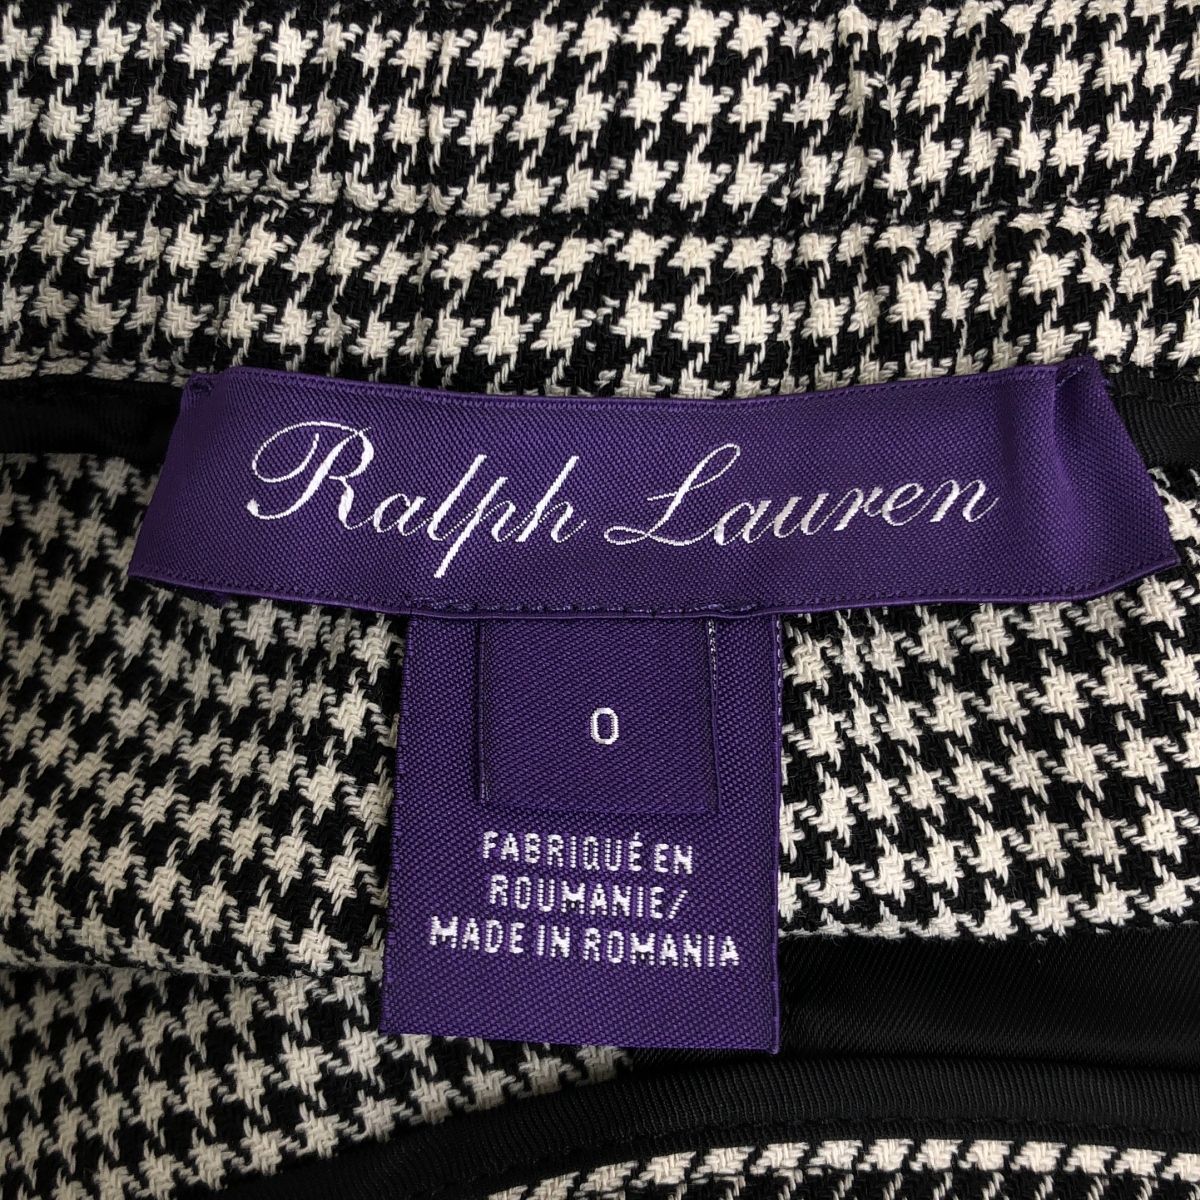 Ralph Lauren
0
FABRIQUÉ EN
ROUMANIE/
MADE IN ROMANIA